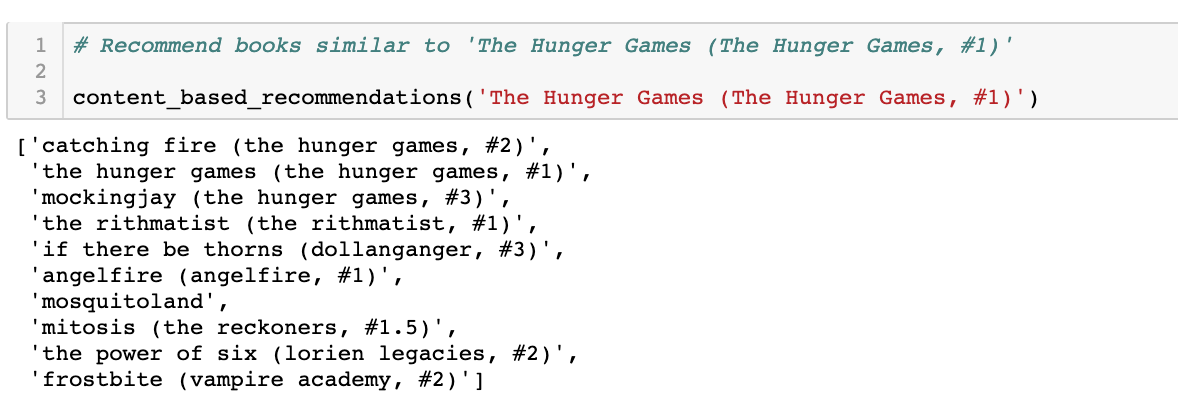 1 # Recommend books similar to 'The Hunger Games (The Hunger Games, #1)'
2
3 content_based_recommendations('The Hunger Games (The Hunger Games, #1)')
['catching fire (the hunger games, #2)',
'the hunger games (the hunger games, #1)',
'mockingjay (the hunger games, #3)',
'the rithmatist (the rithmatist, #1)',
'if there be thorns (dollanganger, #3)',
'angelfire (angelfire, #1)',
'mosquitoland',
'mitosis (the reckoners, #1.5)',
'the power of six (lorien legacies, #2)',
'frostbite (vampire academy, #2)']